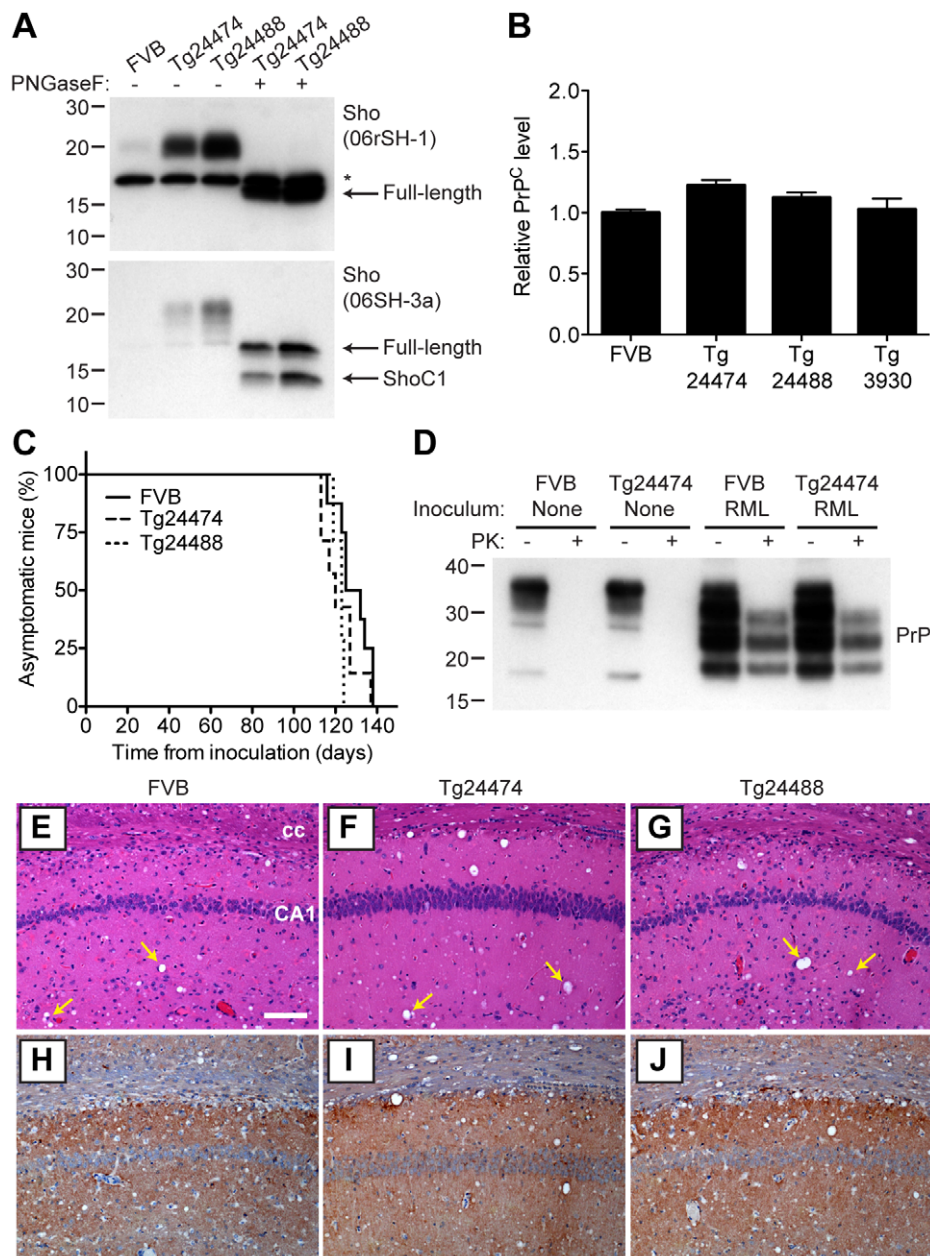 A
FVB
Tg24474
Tg24488
Tg24474
Tg24488
PNGaseF: - - - + +
30
20
15
10
Sho
(06rSH-1)
*
Full-length
30
20
15
10
Sho
(06SH-3a)
Full-length
ShoC1
B
Relative PrPC level
2.0
1.5
1.0
0.5
0.0
FVB Tg Tg Tg
24474 24488 3930
C
Asymptomatic mice (%)
100
75
50
25
0
FVB
Tg24474
Tg24488
0 20 40 60 80 100 120 140
Time from inoculation (days)
D
FVB Tg24474 FVB Tg24474
Inoculum: None None RML RML
PK: - + - + - + - +
40
30
20
15
PrP
FVB Tg24474 Tg24488
E
cc
CA1
F
G
H
I
J